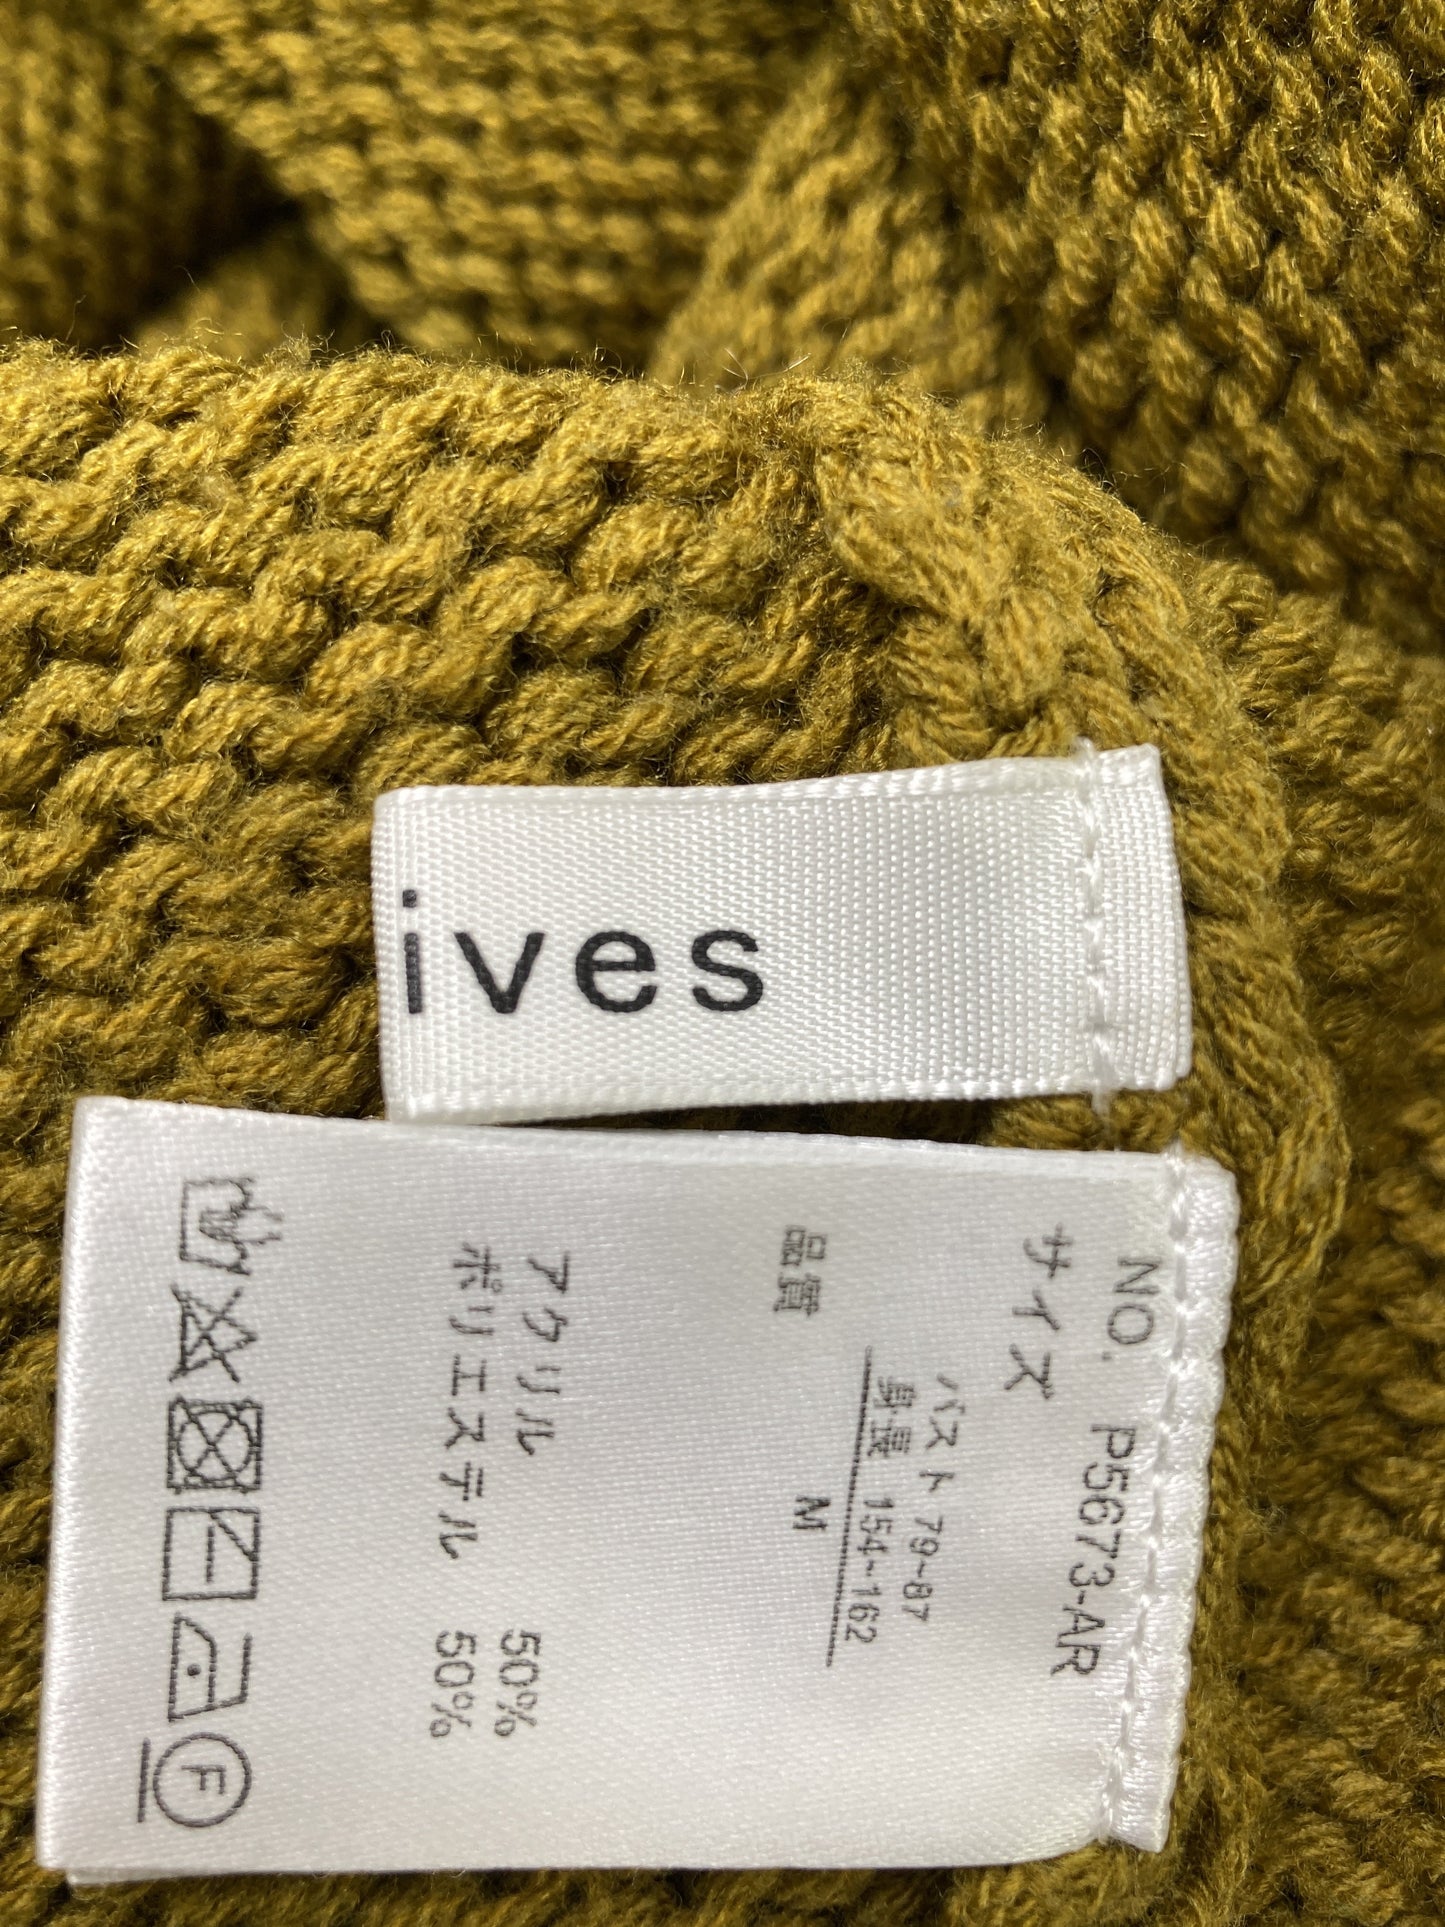 ives
NO. P5673-AR
サイズ
バスト 79~87
身長 154~162
M
品質
アクリル 50%
ポリエステル 50%
F